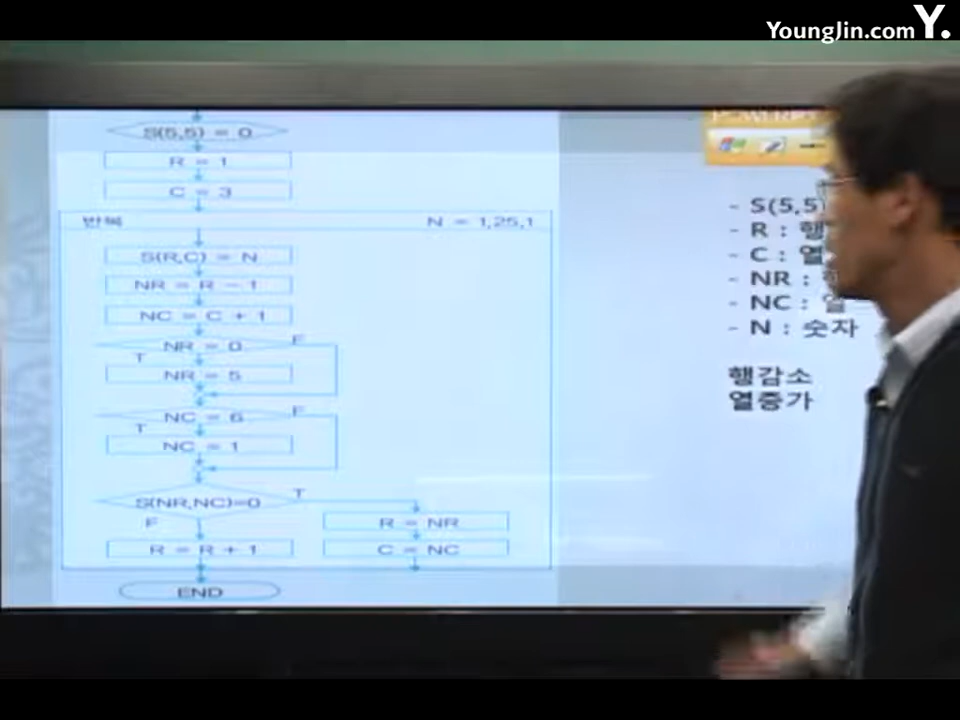 YoungJin.com Y.
S(5,5) = 0
R = 1
C = 3
반복 N = 1,25,1
S(R,C) = N
NR = R - 1
NC = C + 1
NR = 0 F
T
NR = 5
NC = 6 F
T
NC = 1
S(NR,NC)=0 T
F
R = NR
R = R + 1
C = NC
END
- S(5,5)
- R : 행
- C : 열
- NR :
- NC : 열
- N : 숫자
행감소
열증가